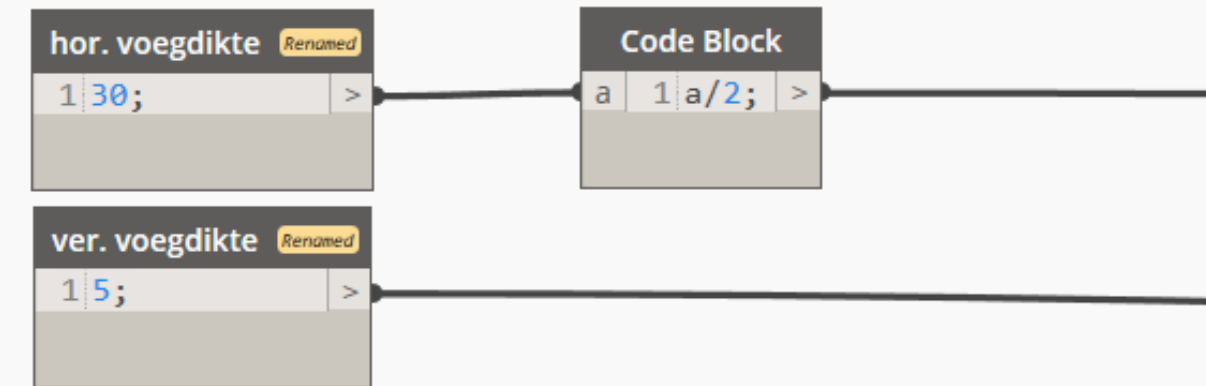 hor. voegdikte Renamed
1 30; >
Code Block
a 1 a/2; >
ver. voegdikte Renamed
1 5; >